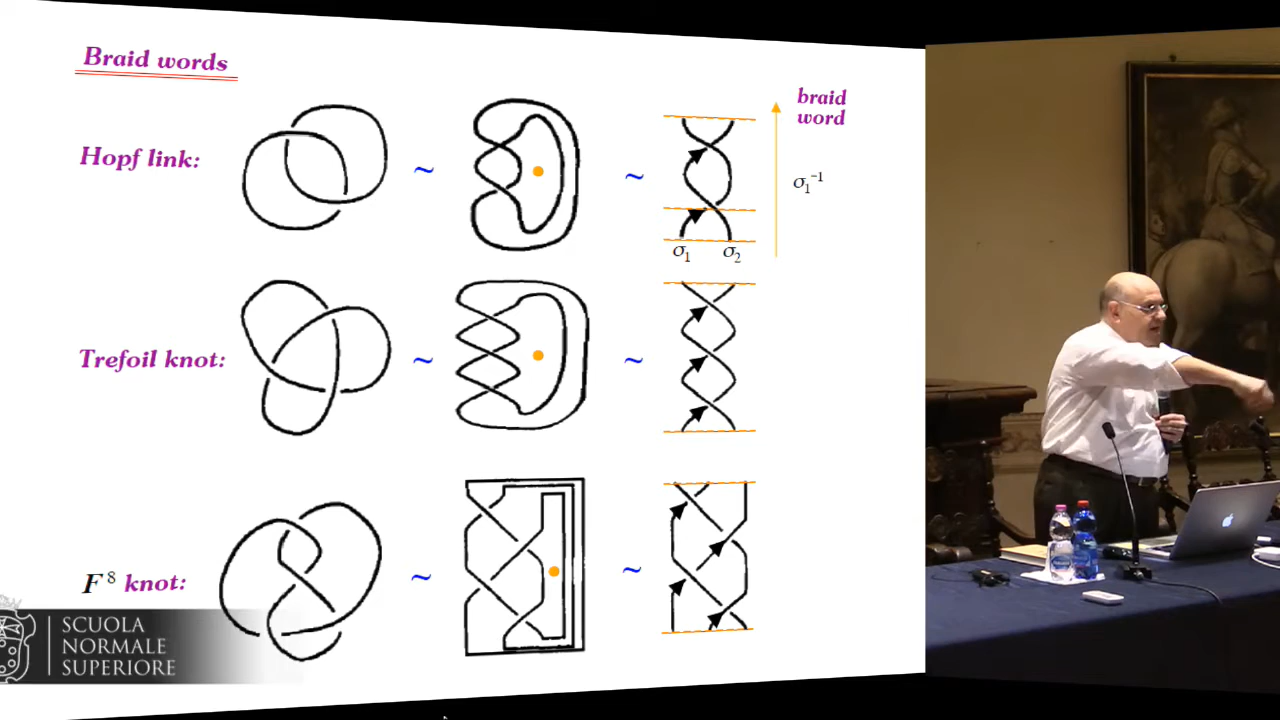 Braid words
braid
word
Hopf link:
~
~
σ₁⁻¹
σ₁
σ₂
Trefoil knot:
~
~
F⁸ knot:
~
~
SCUOLA
NORMALE
SUPERIORE